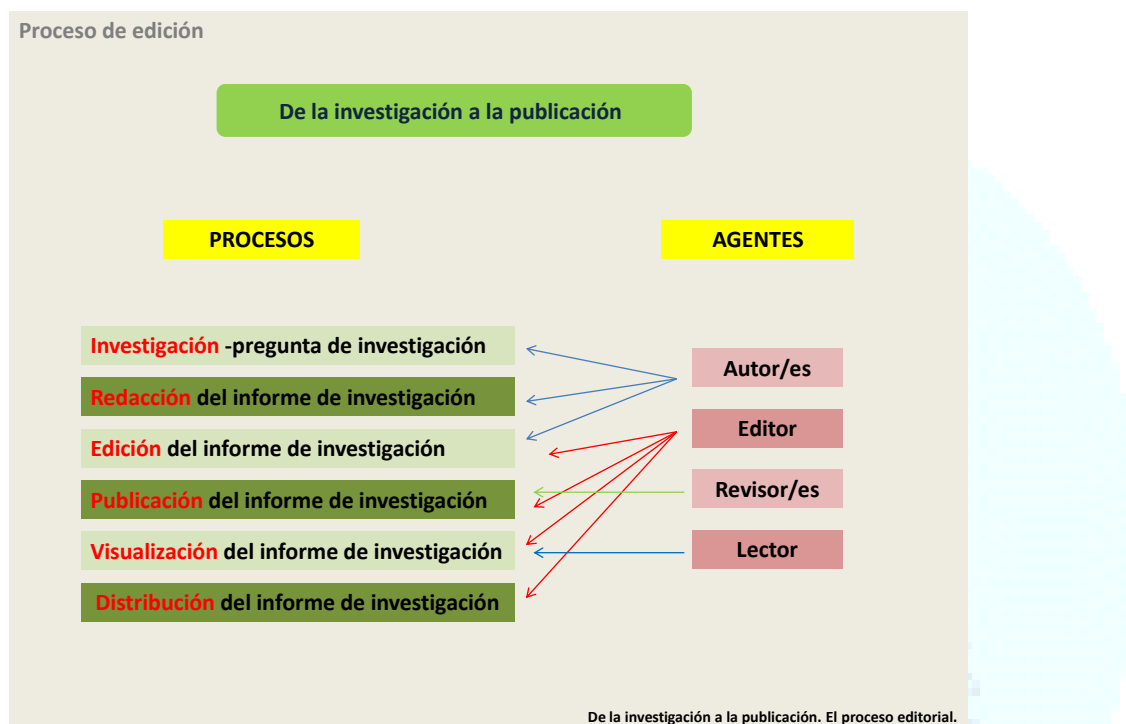 Proceso de edición
De la investigación a la publicación
PROCESOS
AGENTES
Investigación -pregunta de investigación
Redacción del informe de investigación
Edición del informe de investigación
Publicación del informe de investigación
Visualización del informe de investigación
Distribución del informe de investigación
Autor/es
Editor
Revisor/es
Lector
De la investigación a la publicación. El proceso editorial.